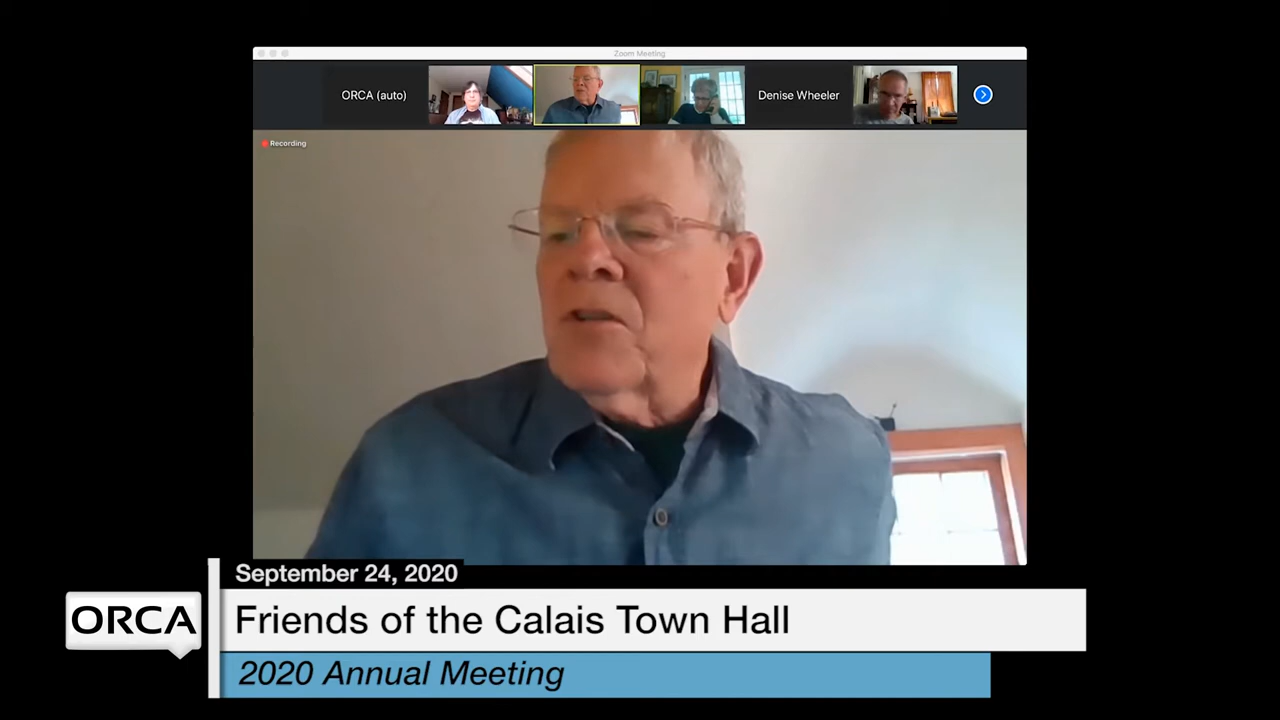 Zoom Meeting
ORCA (auto)
Denise Wheeler
Recording
September 24, 2020
ORCA
Friends of the Calais Town Hall
2020 Annual Meeting